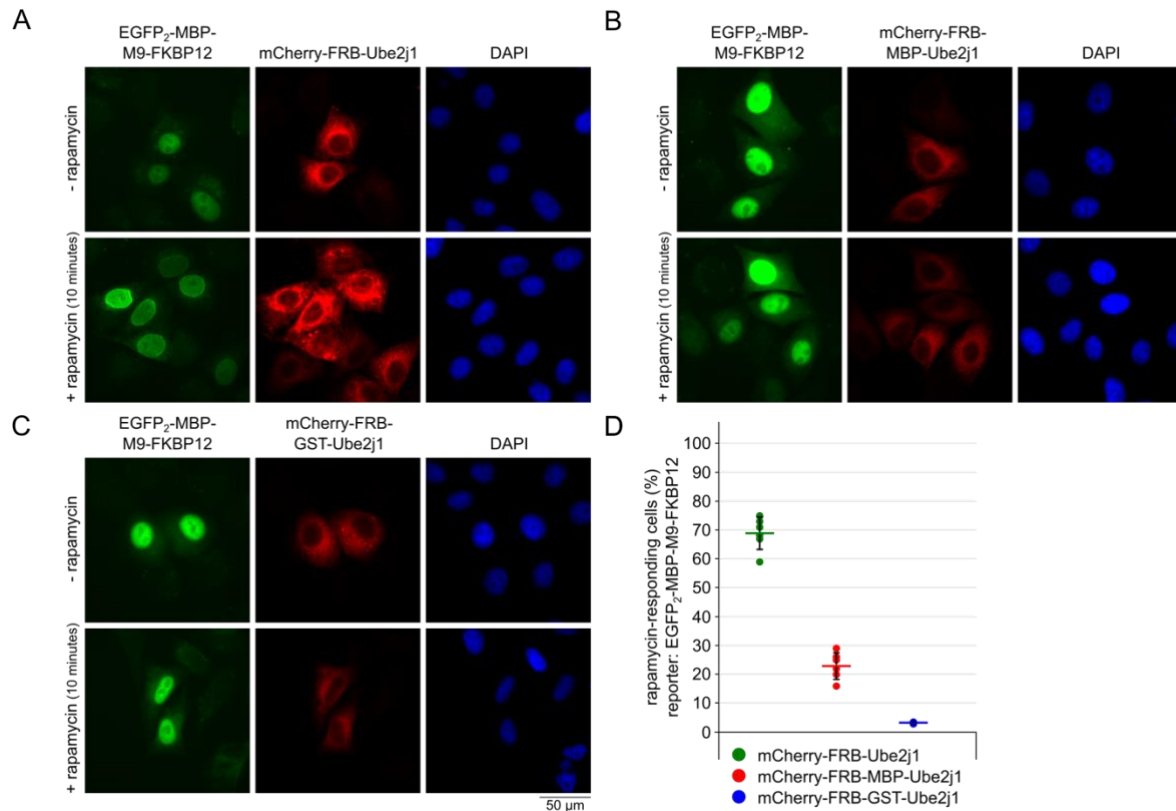 A
EGFP₂-MBP-
M9-FKBP12
mCherry-FRB-Ube2j1
DAPI
- rapamycin
+ rapamycin (10 minutes)
B
EGFP₂-MBP-
M9-FKBP12
mCherry-FRB-
MBP-Ube2j1
DAPI
- rapamycin
+ rapamycin (10 minutes)
C
EGFP₂-MBP-
M9-FKBP12
mCherry-FRB-
GST-Ube2j1
DAPI
- rapamycin
+ rapamycin (10 minutes)
50 µm
D
rapamycin-responding cells (%)
reporter: EGFP₂-MBP-M9-FKBP12
100
90
80
70
60
50
40
30
20
10
0
mCherry-FRB-Ube2j1
mCherry-FRB-MBP-Ube2j1
mCherry-FRB-GST-Ube2j1